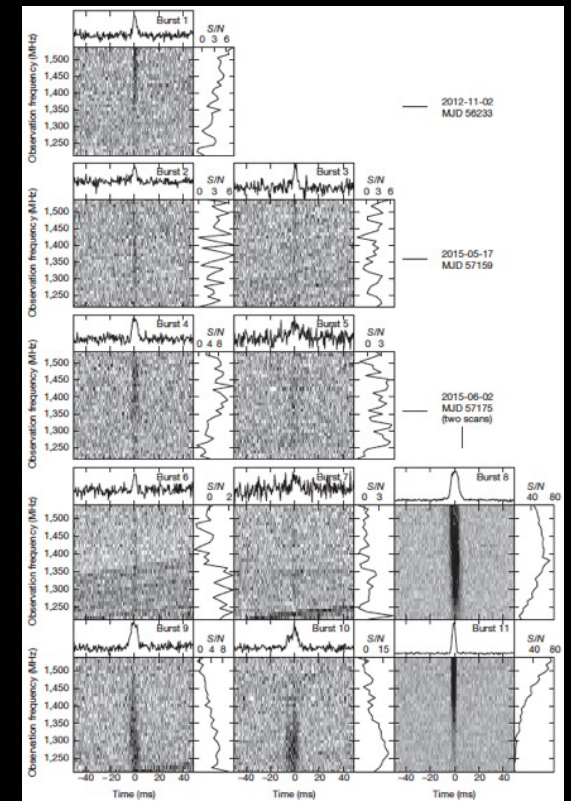 Burst 1
S/N
0 3 6
Observation frequency (MHz)
1,500
1,450
1,400
1,350
1,300
1,250
2012-11-02
MJD 56233
Burst 2
S/N
0 3 6
Burst 3
S/N
0 3 6
Observation frequency (MHz)
1,500
1,450
1,400
1,350
1,300
1,250
2015-05-17
MJD 57159
Burst 4
S/N
0 4 8
Burst 5
S/N
0 3
Observation frequency (MHz)
1,500
1,450
1,400
1,350
1,300
1,250
2015-06-02
MJD 57175
(two scans)
Burst 6
S/N
0 2
Burst 7
S/N
0 3
Burst 8
S/N
40 80
Observation frequency (MHz)
1,500
1,450
1,400
1,350
1,300
1,250
Burst 9
S/N
0 4 8
Burst 10
S/N
0 15
Burst 11
S/N
40 80
Observation frequency (MHz)
1,500
1,450
1,400
1,350
1,300
1,250
−40 −20 0 20 40
−40 −20 0 20 40
−40 −20 0 20 40
Time (ms)
Time (ms)
Time (ms)